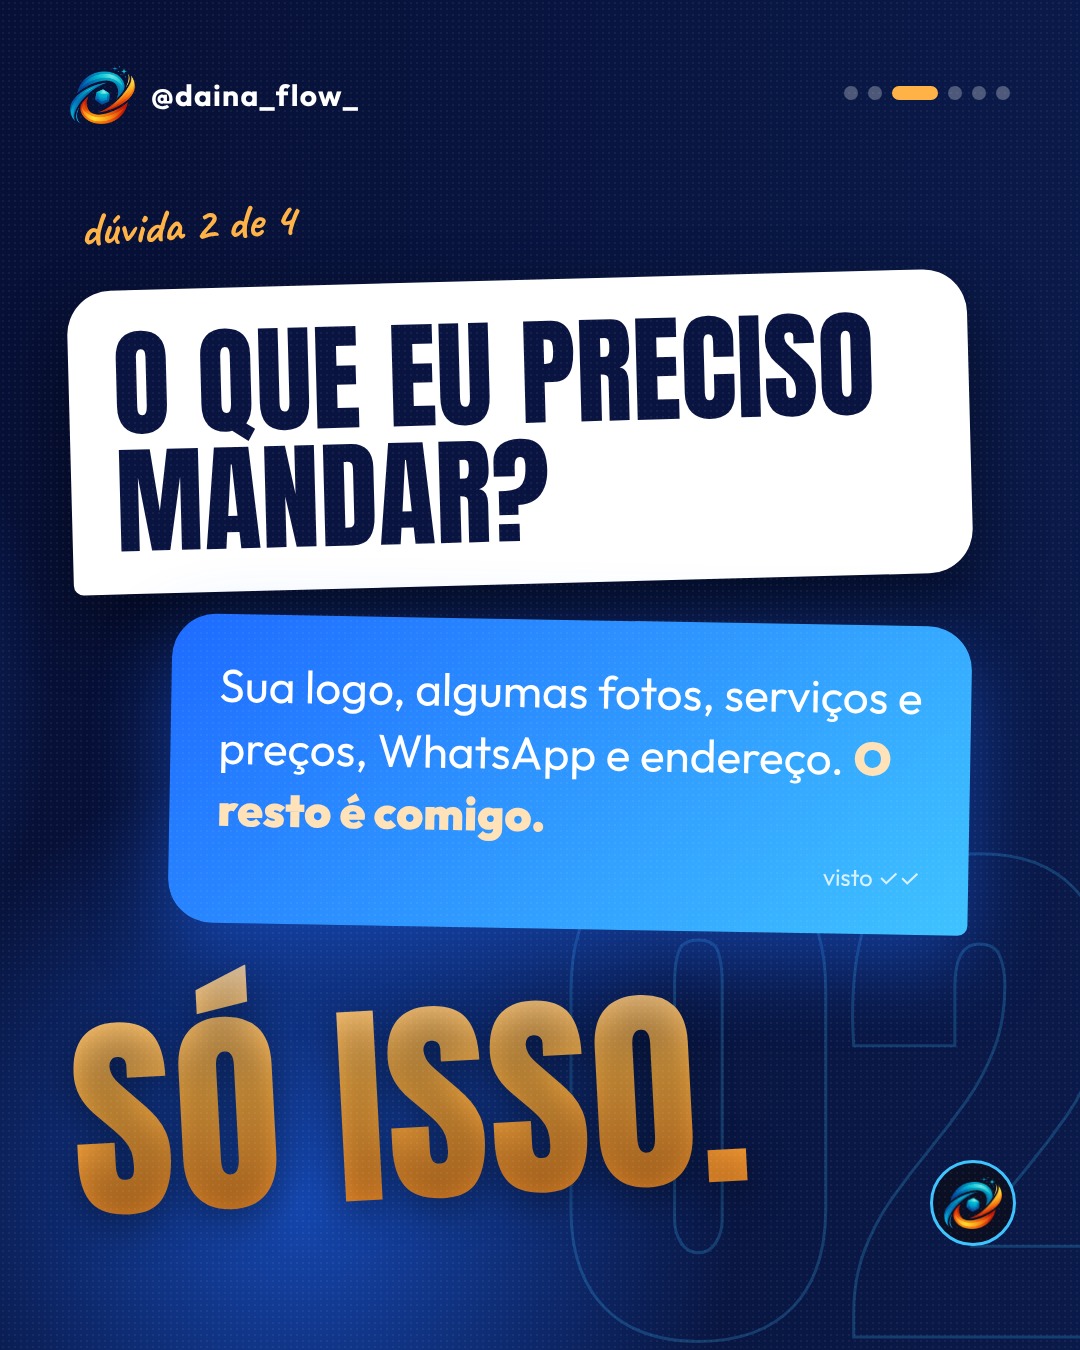 @daina_flow_
dúvida 2 de 4
O QUE EU PRECISO
MANDAR?
Sua logo, algumas fotos, serviços e
preços, WhatsApp e endereço. O
resto é comigo.
visto ✓✓
SÓ ISSO.
02